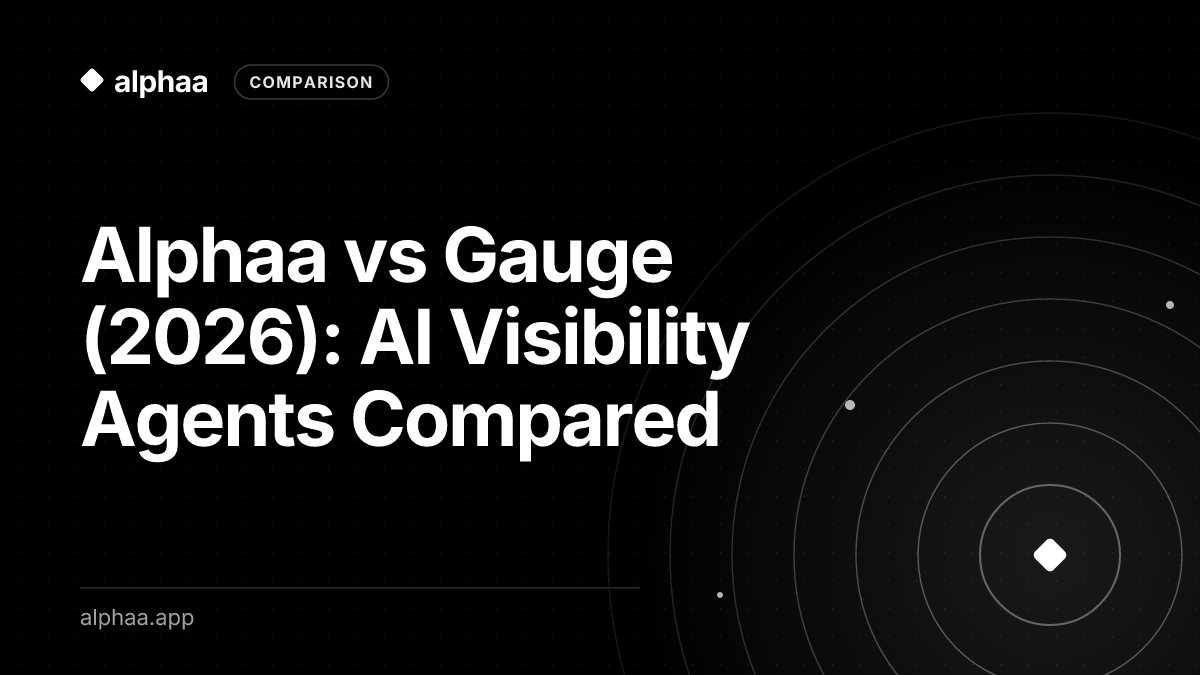 alphaa
COMPARISON
Alphaa vs Gauge
(2026): AI Visibility
Agents Compared
alphaa.app